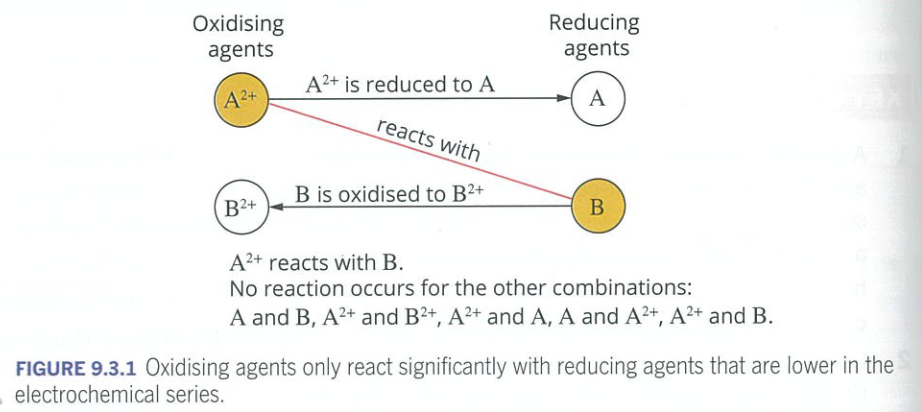 Oxidising
agents
Reducing
agents
A²⁺
A²⁺ is reduced to A
A
reacts with
B²⁺
B is oxidised to B²⁺
B
A²⁺ reacts with B.
No reaction occurs for the other combinations:
A and B, A²⁺ and B²⁺, A²⁺ and A, A and A²⁺, A²⁺ and B.
FIGURE 9.3.1 Oxidising agents only react significantly with reducing agents that are lower in the
electrochemical series.